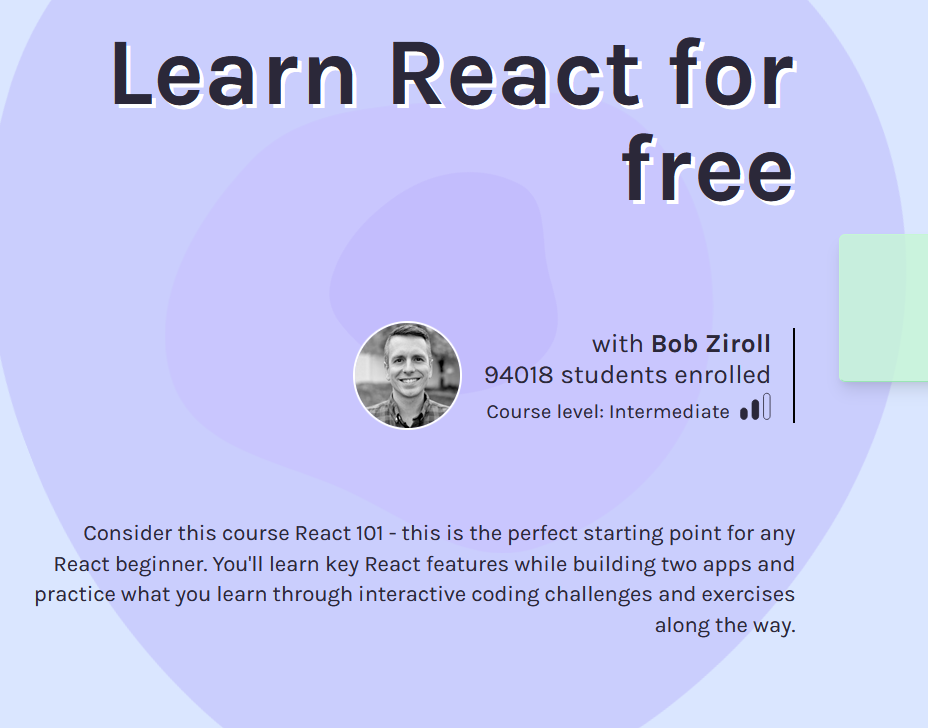 Learn React for
free
with Bob Ziroll
94018 students enrolled
Course level: Intermediate
Consider this course React 101 - this is the perfect starting point for any
React beginner. You'll learn key React features while building two apps and
practice what you learn through interactive coding challenges and exercises
along the way.